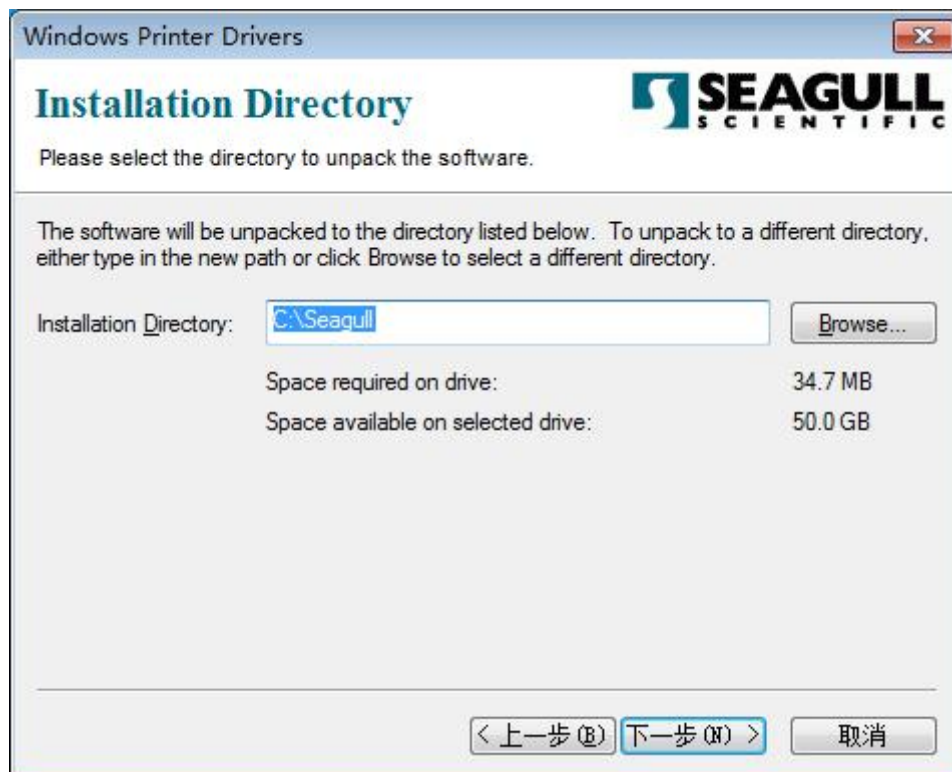 Windows Printer Drivers
Installation Directory
SEAGULL
SCIENTIFIC
Please select the directory to unpack the software.
The software will be unpacked to the directory listed below.  To unpack to a different directory,
either type in the new path or click Browse to select a different directory.
Installation Directory: C:\Seagull Browse...
Space required on drive: 34.7 MB
Space available on selected drive: 50.0 GB
< 上一步(B) 下一步(N) > 取消